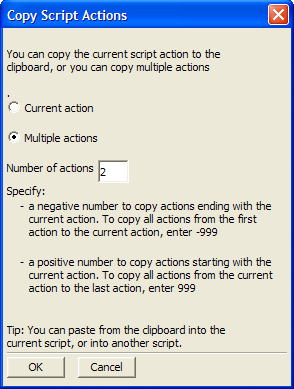 Copy Script Actions
You can copy the current script action to the
clipboard, or you can copy multiple actions
.
Current action
Multiple actions
Number of actions 2
Specify:
- a negative number to copy actions ending with the
current action. To copy all actions from the first
action to the current action, enter -999
- a positive number to copy actions starting with the
current action. To copy all actions from the current
action to the last action, enter 999
Tip: You can paste from the clipboard into the
current script, or into another script.
OK Cancel